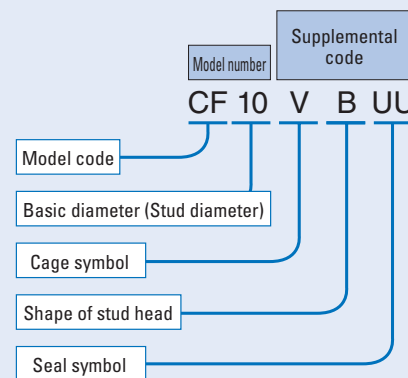 Supplemental
code
Model number
CF 10 V B UU
Model code
Basic diameter (Stud diameter)
Cage symbol
Shape of stud head
Seal symbol